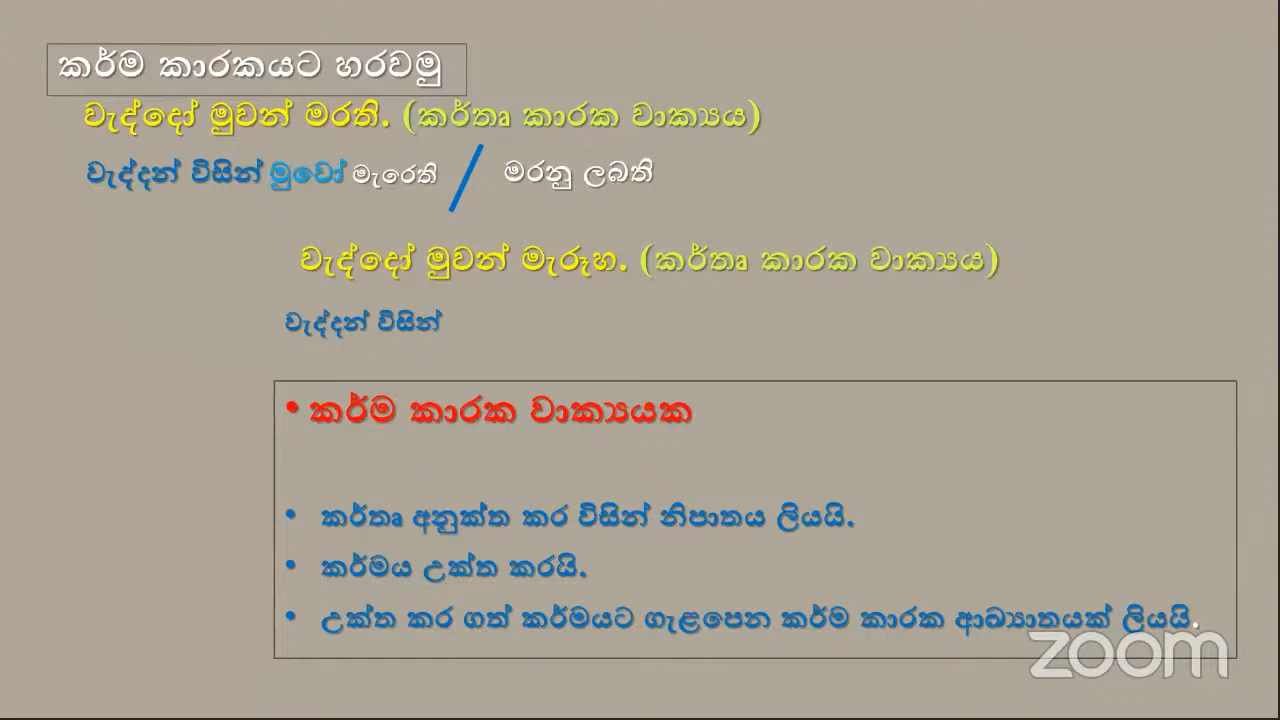 කර්ම කාරකයට හරවමු
වැද්දෝ මුවන් මරති. (කර්තෘ කාරක වාක්‍යය)
වැද්දන් විසින් මුවෝ මැරෙති / මරනු ලබති
වැද්දෝ මුවන් මැරූහ. (කර්තෘ කාරක වාක්‍යය)
වැද්දන් විසින්
• කර්ම කාරක වාක්‍යයක
• කර්තෘ අනුක්ත කර විසින් නිපාතය ලියයි.
• කර්මය උක්ත කරයි.
• උක්ත කර ගත් කර්මයට ගැළපෙන කර්ම කාරක ආඛ්‍යාතයක් ලියයි.
zoom